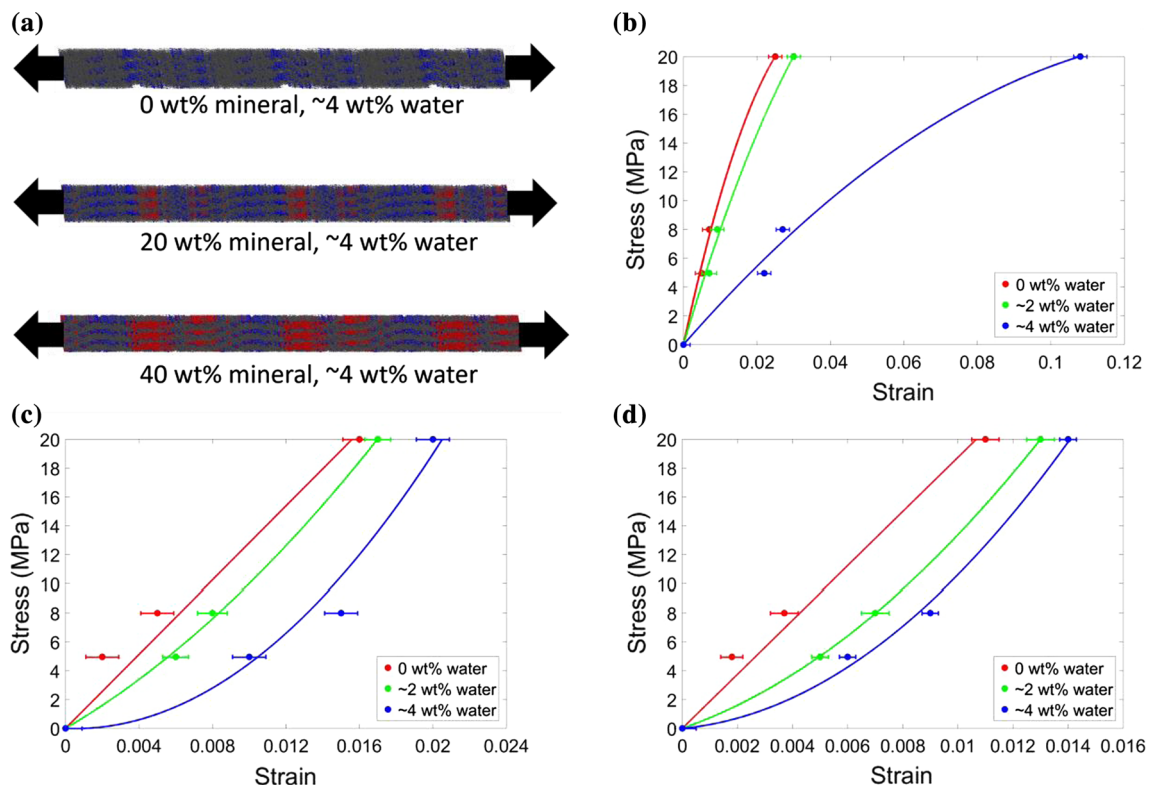 (a)
0 wt% mineral, ~4 wt% water
20 wt% mineral, ~4 wt% water
40 wt% mineral, ~4 wt% water
(b)
Stress (MPa)
20
18
16
14
12
10
8
6
4
2
0
0 0.02 0.04 0.06 0.08 0.1 0.12
Strain
0 wt% water
~2 wt% water
~4 wt% water
(c)
Stress (MPa)
20
18
16
14
12
10
8
6
4
2
0
0 0.004 0.008 0.012 0.016 0.02 0.024
Strain
0 wt% water
~2 wt% water
~4 wt% water
(d)
Stress (MPa)
20
18
16
14
12
10
8
6
4
2
0
0 0.002 0.004 0.006 0.008 0.01 0.012 0.014 0.016
Strain
0 wt% water
~2 wt% water
~4 wt% water